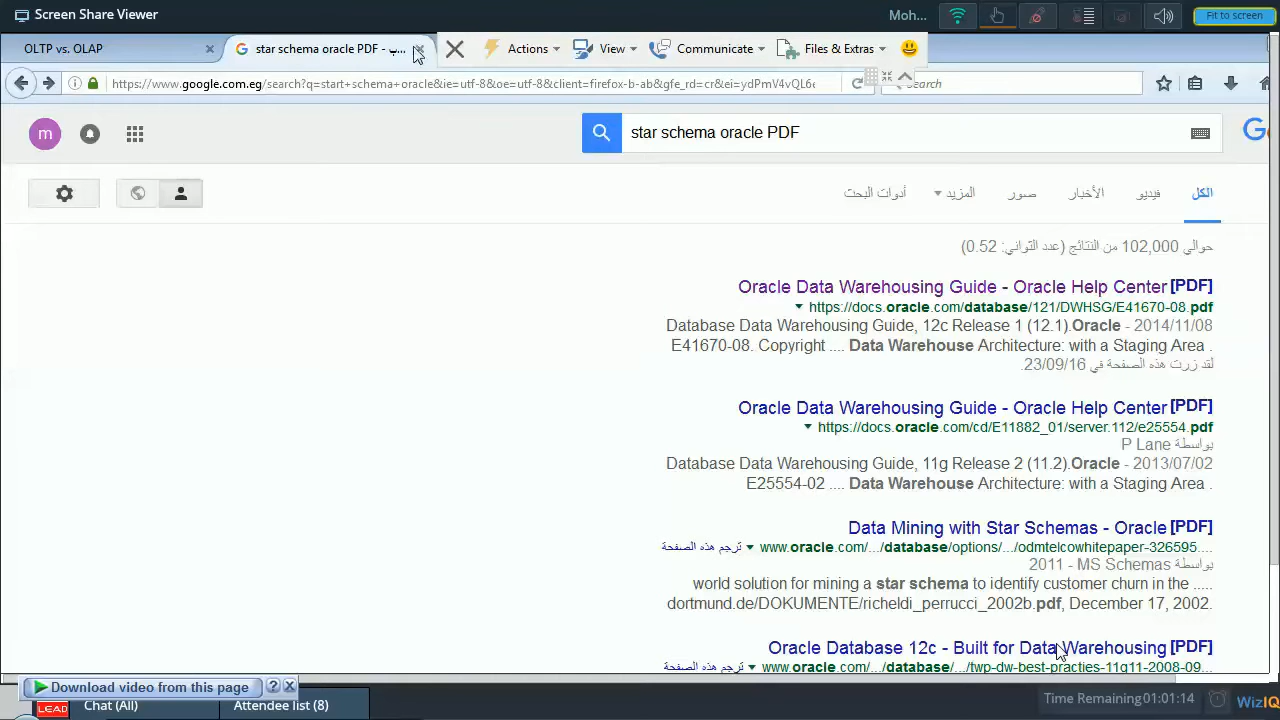 Screen Share Viewer
Moh...
Fit to screen
OLTP vs. OLAP
star schema oracle PDF - ب...
Actions
View
Communicate
Files & Extras
https://www.google.com.eg/search?q=start+schema+oracle&ie=utf-8&oe=utf-8&client=firefox-b-ab&gfe_rd=cr&ei=ydPmV4vQL6e
Search
m
star schema oracle PDF
الكل
فيديو
الأخبار
صور
المزيد
أدوات البحث
حوالي 102,000 من النتائج (عدد الثواني: 0.52)
Oracle Data Warehousing Guide - Oracle Help Center [PDF]
https://docs.oracle.com/database/121/DWHSG/E41670-08.pdf
Database Data Warehousing Guide, 12c Release 1 (12.1).Oracle - 2014/11/08
E41670-08. Copyright .... Data Warehouse Architecture: with a Staging Area .
لقد زرت هذه الصفحة في 23/09/16.
Oracle Data Warehousing Guide - Oracle Help Center [PDF]
https://docs.oracle.com/cd/E11882_01/server.112/e25554.pdf
بواسطة P Lane
Database Data Warehousing Guide, 11g Release 2 (11.2).Oracle - 2013/07/02
E25554-02 .... Data Warehouse Architecture: with a Staging Area .
Data Mining with Star Schemas - Oracle [PDF]
www.oracle.com/.../database/options/.../odmtelcowhitepaper-326595.... ترجم هذه الصفحة
بواسطة MS Schemas - 2011
world solution for mining a star schema to identify customer churn in the .....
dortmund.de/DOKUMENTE/richeldi_perrucci_2002b.pdf, December 17, 2002.
Oracle Database 12c - Built for Data Warehousing [PDF]
www.oracle.com/.../database/.../twp-dw-best-practies-11g11-2008-09... ترجم هذه الصفحة
Download video from this page
?
LEAD
Chat (All)
Attendee list (8)
Time Remaining 01:01:14
WizIQ